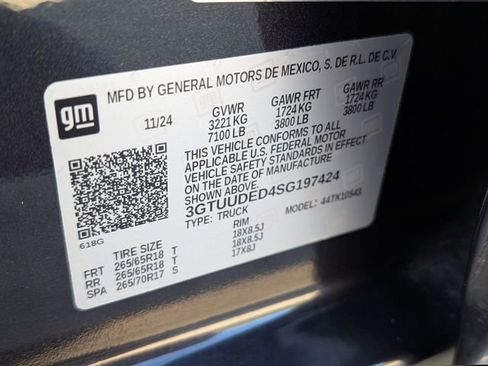 gm
MFD BY GENERAL MOTORS DE MEXICO, S. DE R.L. DE C.V.
11/24 GVWR GAWR FRT GAWR RR
3221 KG 1724 KG 1724 KG
7100 LB 3800 LB 3800 LB
THIS VEHICLE CONFORMS TO ALL
APPLICABLE U.S. FEDERAL MOTOR
VEHICLE SAFETY STANDARDS IN EFFECT
ON THE DATE OF MANUFACTURE
SHOWN ABOVE.
3GTUUDED4SG197424
TYPE: TRUCK MODEL: 44TK10543
618G
TIRE SIZE RIM
FRT 265/65R18 T 18X8.5J
RR 265/65R18 T 18X8.5J
SPA 265/70R17 S 17X8J